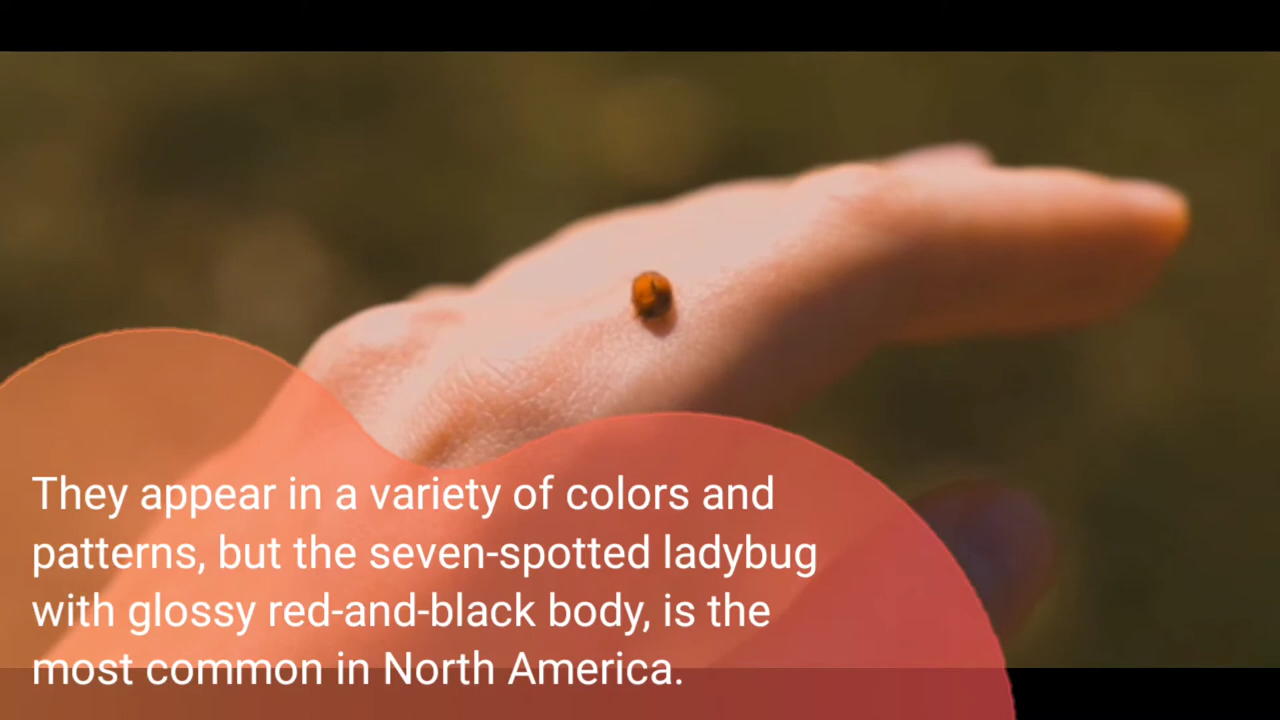 They appear in a variety of colors and
patterns, but the seven-spotted ladybug
with glossy red-and-black body, is the
most common in North America.